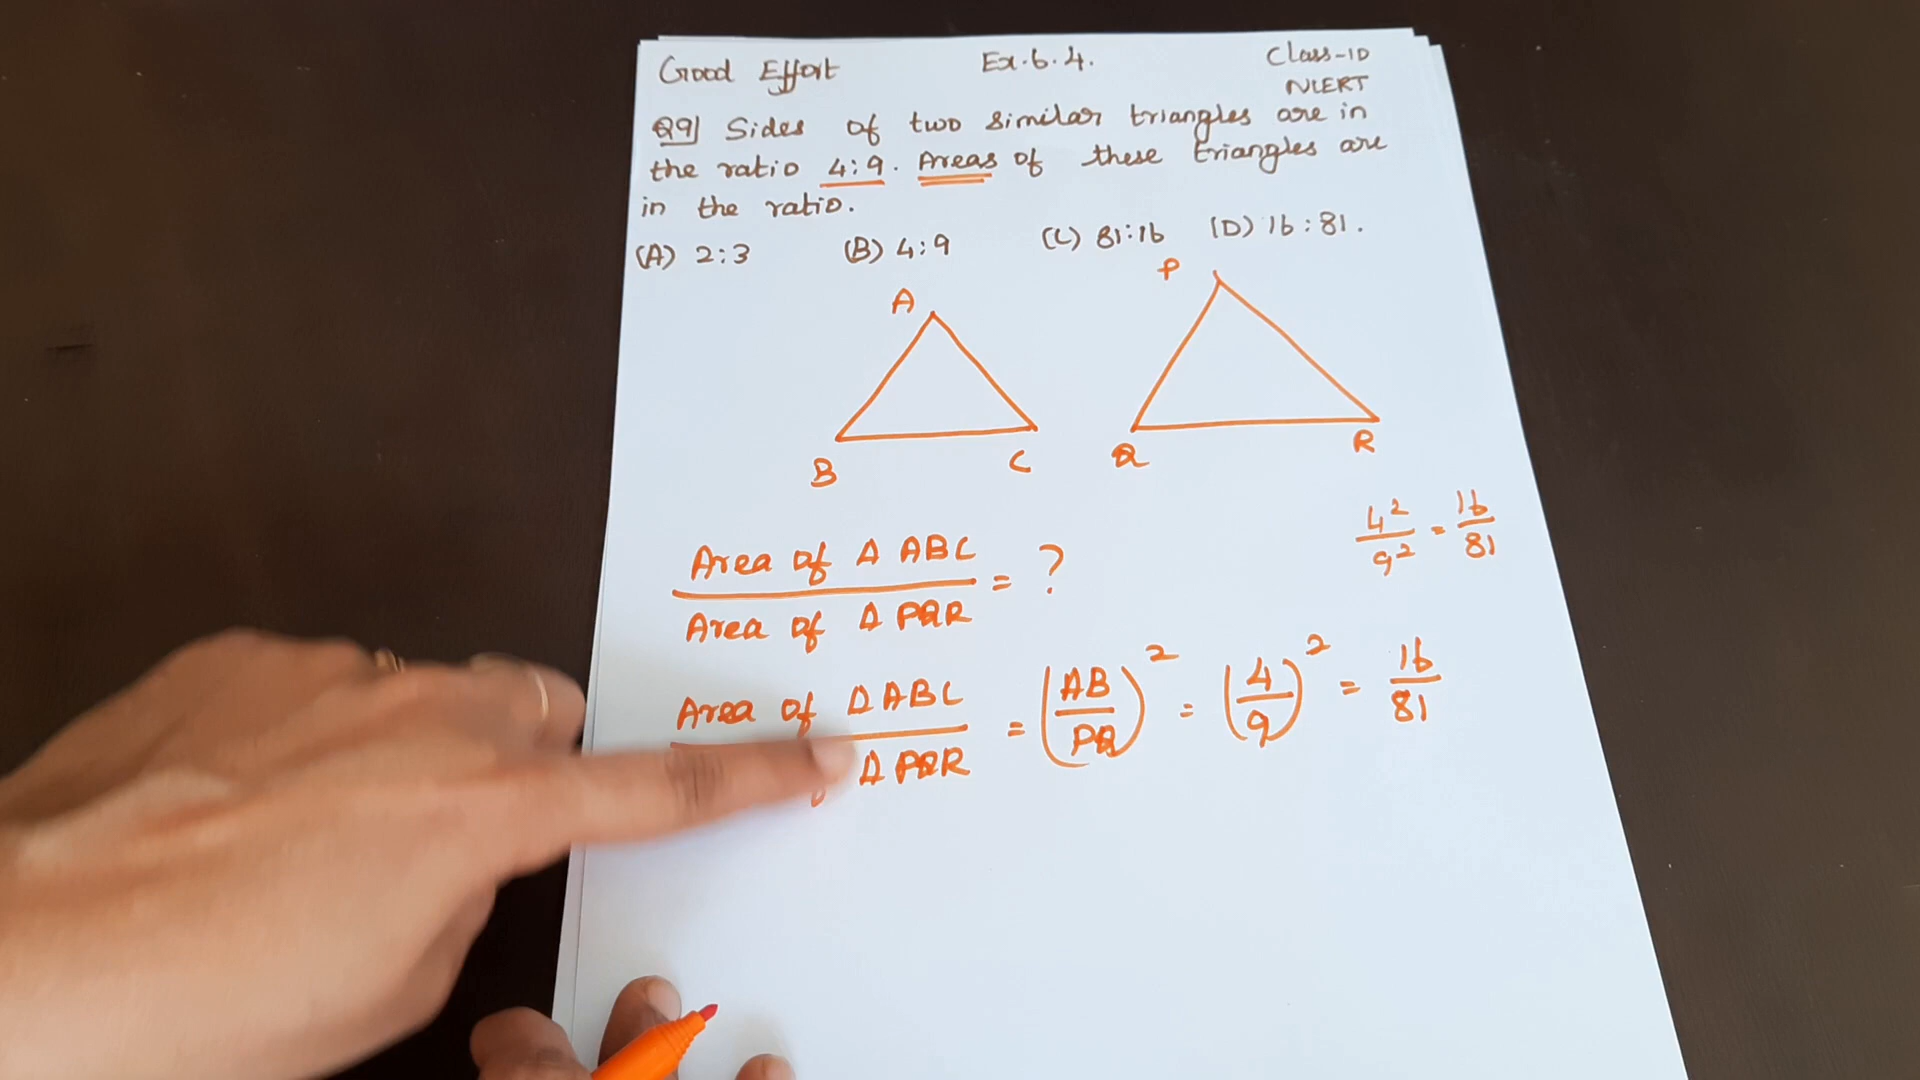 Good Effort Ex.6.4. Class-10
NCERT
Q9) Sides of two similar triangles are in
the ratio 4:9. Areas of these triangles are
in the ratio.
(A) 2:3 (B) 4:9 (C) 81:16 (D) 16:81.
A P
B C Q R
4²/9² = 16/81
Area of Δ ABC / Area of Δ PQR = ?
Area of Δ ABC / Δ PQR = (AB/PQ)² = (4/9)² = 16/81